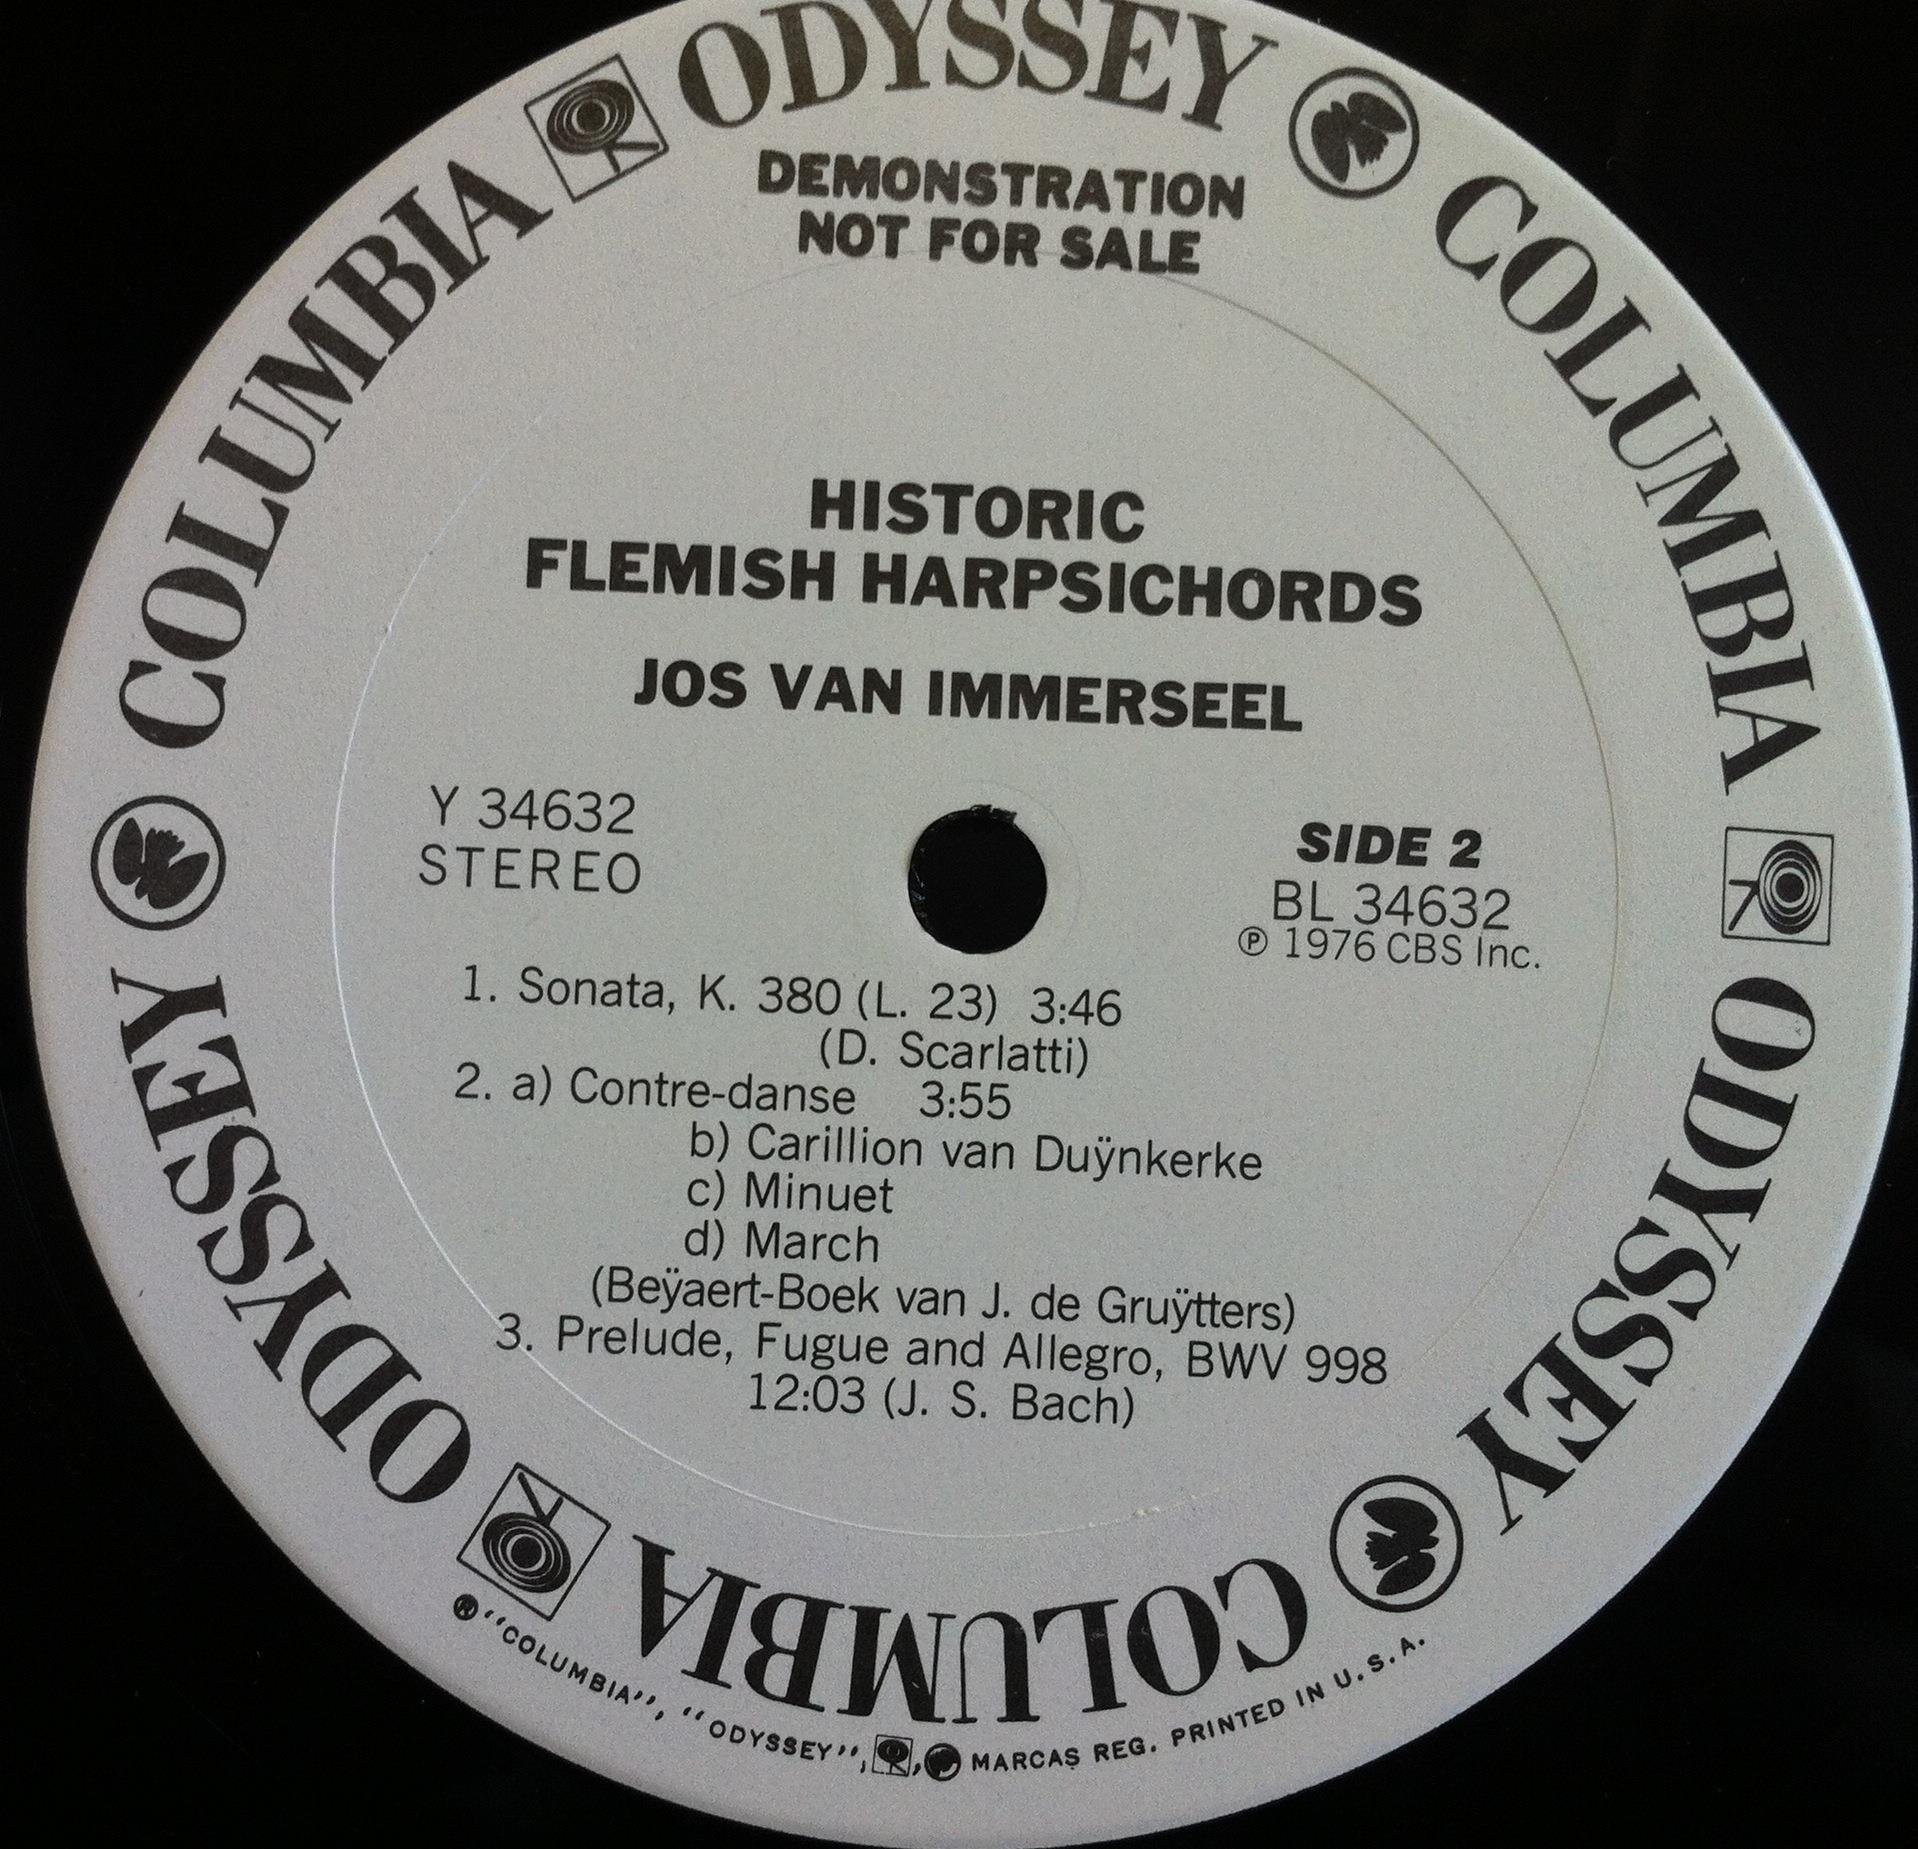 ODYSSEY
COLUMBIA
ODYSSEY
COLUMBIA
ODYSSEY
COLUMBIA
DEMONSTRATION
NOT FOR SALE
HISTORIC
FLEMISH HARPSICHORDS
JOS VAN IMMERSEEL
Y 34632
STEREO
SIDE 2
BL 34632
℗ 1976 CBS Inc.
1. Sonata, K. 380 (L. 23) 3:46
(D. Scarlatti)
2. a) Contre-danse 3:55
b) Carillion van Duÿnkerke
c) Minuet
d) March
(Beÿaert-Boek van J. de Gruÿtters)
3. Prelude, Fugue and Allegro, BWV 998
12:03 (J. S. Bach)
® "COLUMBIA", "ODYSSEY", , MARCAS REG. PRINTED IN U.S.A.